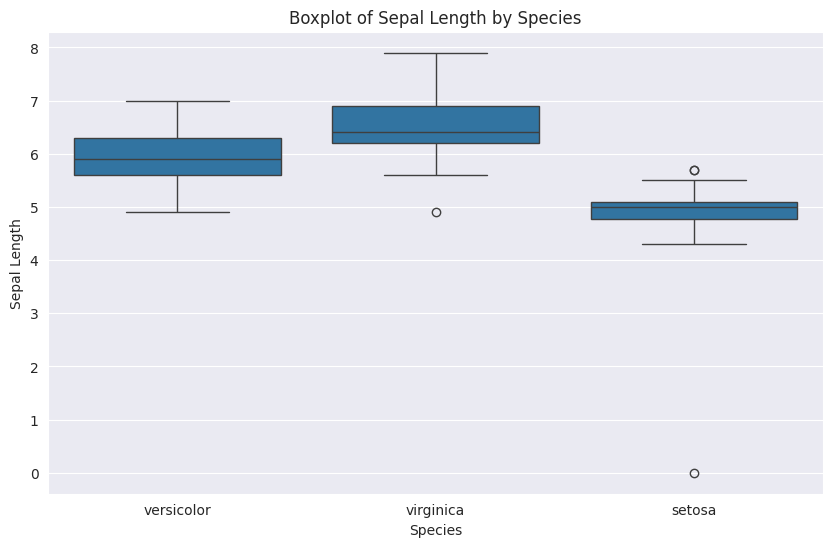 Boxplot of Sepal Length by Species
8
7
6
5
4
3
2
1
0
Sepal Length
versicolor virginica setosa
Species